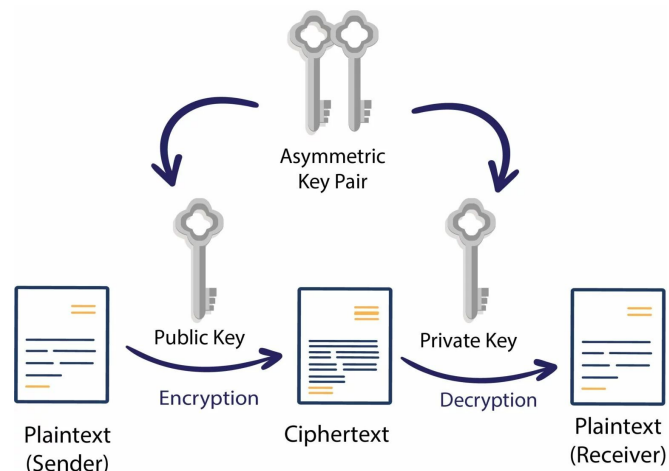 Asymmetric
Key Pair
Public Key
Private Key
Encryption
Decryption
Plaintext
(Sender)
Ciphertext
Plaintext
(Receiver)